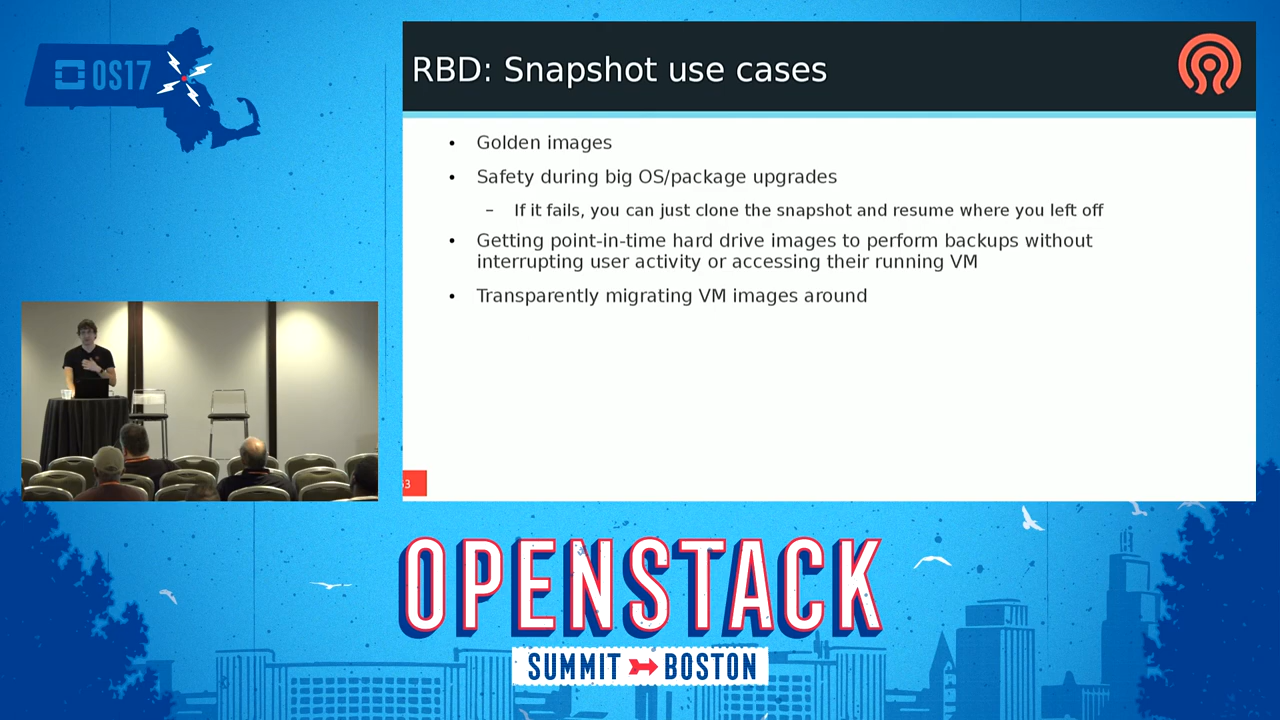 OS17
RBD: Snapshot use cases
• Golden images
• Safety during big OS/package upgrades
– If it fails, you can just clone the snapshot and resume where you left off
• Getting point-in-time hard drive images to perform backups without
interrupting user activity or accessing their running VM
• Transparently migrating VM images around
OPENSTACK
SUMMIT BOSTON